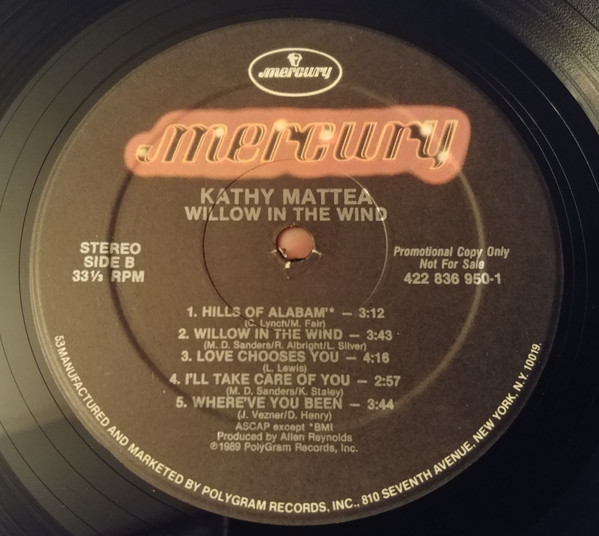 mercury
mercury
KATHY MATTEA
WILLOW IN THE WIND
STEREO
SIDE B
33⅓ RPM
Promotional Copy Only
Not For Sale
422 836 950-1
1. HILLS OF ALABAM'* — 3:12
(C. Lynch/M. Fair)
2. WILLOW IN THE WIND — 3:43
(M. D. Sanders/R. Albright/L. Silver)
3. LOVE CHOOSES YOU — 4:16
(L. Lewis)
4. I'LL TAKE CARE OF YOU — 2:57
(M. D. Sanders/K. Staley)
5. WHERE'VE YOU BEEN — 3:44
(J. Vezner/D. Henry)
ASCAP except *BMI
Produced by Allen Reynolds
℗1989 PolyGram Records, Inc.
53 MANUFACTURED AND MARKETED BY POLYGRAM RECORDS, INC., 810 SEVENTH AVENUE, NEW YORK, N.Y. 10019.